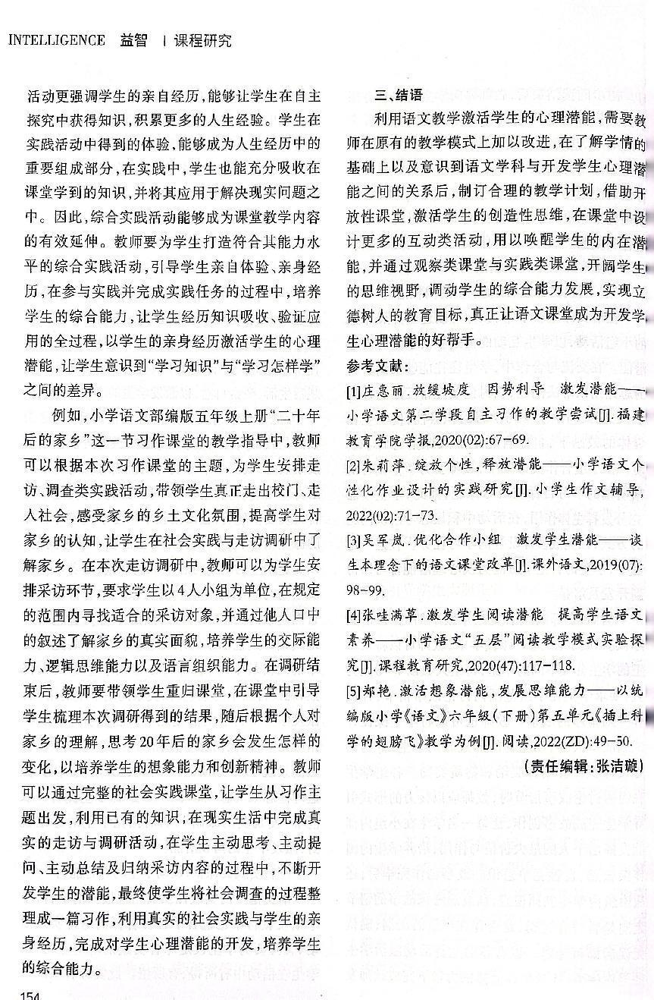 INTELLIGENCE 益智 | 课程研究
活动更强调学生的亲自经历,能够让学生在自主
探究中获得知识,积累更多的人生经验。学生在
实践活动中得到的体验,能够成为人生经历中的
重要组成部分,在实践中,学生也能充分吸收在
课堂学到的知识,并将其应用于解决现实问题之
中。因此,综合实践活动能够成为课堂教学内容
的有效延伸。教师要为学生打造符合其能力水
平的综合实践活动,引导学生亲自体验、亲身经
历,在参与实践并完成实践任务的过程中,培养
学生的综合能力,让学生经历知识吸收、验证应
用的全过程,以学生的亲身经历激活学生的心理
潜能,让学生意识到“学习知识”与“学习怎样学”
之间的差异。
例如,小学语文部编版五年级上册“二十年
后的家乡”这一节习作课堂的教学指导中,教师
可以根据本次习作课堂的主题,为学生安排走
访、调查类实践活动,带领学生真正走出校门、走
入社会,感受家乡的乡土文化氛围,提高学生对
家乡的认知,让学生在社会实践与走访调研中了
解家乡。在本次走访调研中,教师可以为学生安
排采访环节,要求学生以4人小组为单位,在规定
的范围内寻找适合的采访对象,并通过他人口中
的叙述了解家乡的真实面貌,培养学生的交际能
力、逻辑思维能力以及语言组织能力。在调研结
束后,教师要带领学生重归课堂,在课堂中引导
学生梳理本次调研得到的结果,随后根据个人对
家乡的理解,思考20年后的家乡会发生怎样的
变化,以培养学生的想象能力和创新精神。教师
可以通过完整的社会实践课堂,让学生从习作主
题出发,利用已有的知识,在现实生活中完成真
实的走访与调研活动,在学生主动思考、主动提
问、主动总结及归纳采访内容的过程中,不断开
发学生的潜能,最终使学生将社会调查的过程整
理成一篇习作,利用真实的社会实践与学生的亲
身经历,完成对学生心理潜能的开发,培养学生
的综合能力。
154
三、结语
利用语文教学激活学生的心理潜能,需要教
师在原有的教学模式上加以改进,在了解学情的
基础上以及意识到语文学科与开发学生心理潜
能之间的关系后,制订合理的教学计划,借助开
放性课堂,激活学生的创造性思维,在课堂中设
计更多的互动类活动,用以唤醒学生的内在潜
能,并通过观察类课堂与实践类课堂,开阔学生
的思维视野,调动学生的综合能力发展,实现立
德树人的教育目标,真正让语文课堂成为开发学
生心理潜能的好帮手。
参考文献:
[1]庄惠丽.放缓坡度 因势利导 激发潜能——
小学语文第二学段自主习作的教学尝试[J].福建
教育学院学报,2020(02):67-69.
[2]朱莉萍.绽放个性,释放潜能——小学语文个
性化作业设计的实践研究[J].小学生作文辅导,
2022(02):71-73.
[3]吴军岚.优化合作小组 激发学生潜能——谈
生本理念下的语文课堂改革[J].课外语文,2019(07):
98-99.
[4]张哇满草.激发学生阅读潜能 提高学生语文
素养——小学语文“五层”阅读教学模式实验探
究[J].课程教育研究,2020(47):117-118.
[5]郑艳.激活想象潜能,发展思维能力——以统
编版小学《语文》六年级(下册)第五单元《插上科
学的翅膀飞》教学为例[J].阅读,2022(ZD):49-50.
(责任编辑:张洁璇)